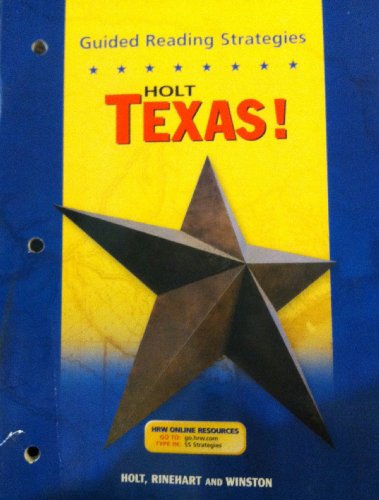 Guided Reading Strategies
HOLT
TEXAS!
HRW ONLINE RESOURCES
GO TO: go.hrw.com
TYPE IN: S5 Strategies
HOLT, RINEHART AND WINSTON